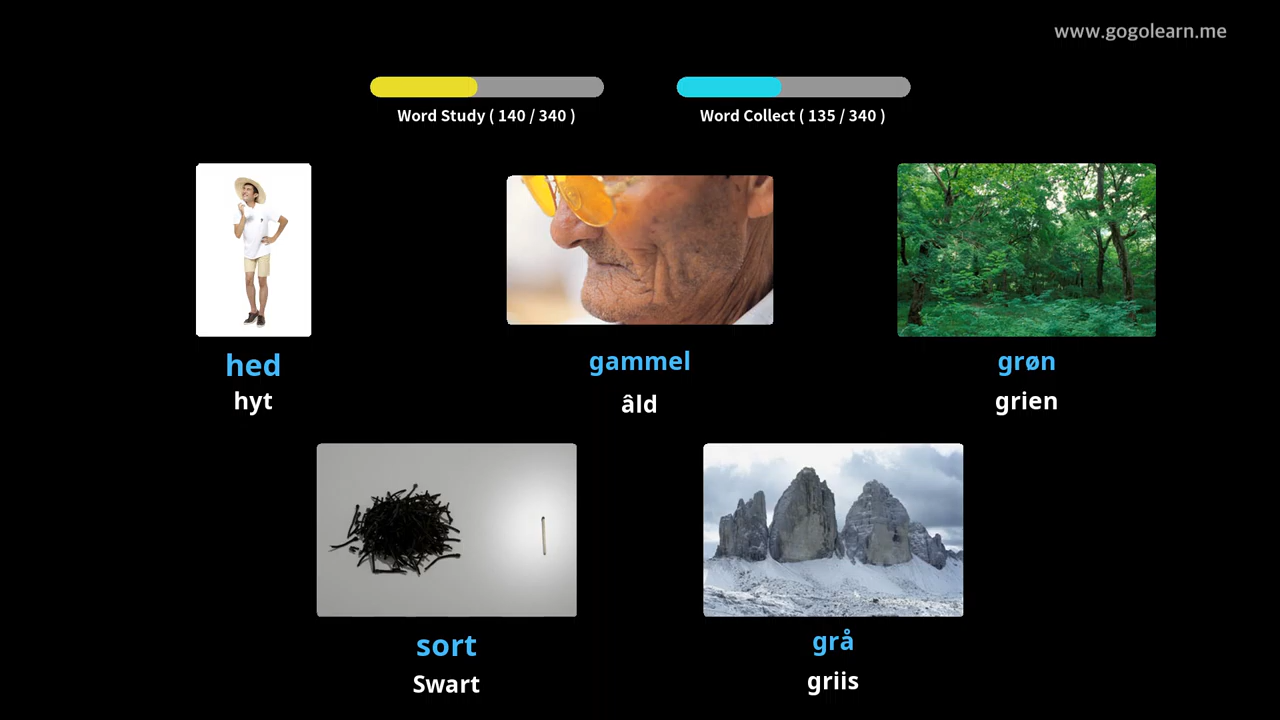 www.gogolearn.me
Word Study ( 140 / 340 )
Word Collect ( 135 / 340 )
hed
hyt
gammel
âld
grøn
grien
sort
Swart
grå
griis